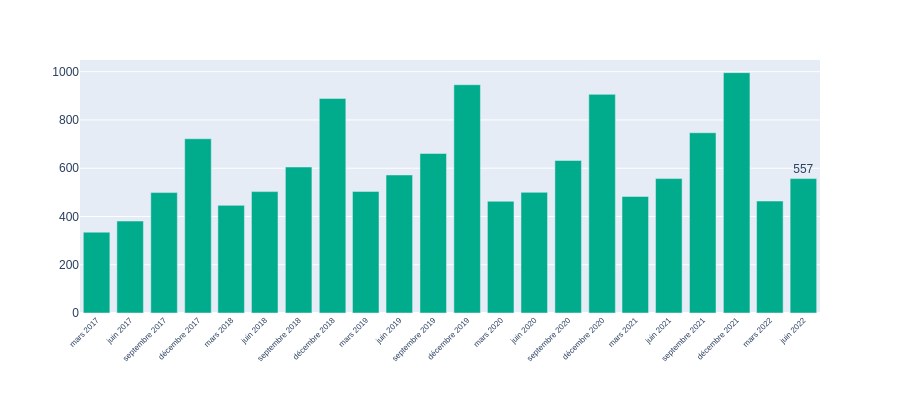 1000
800
600
400
200
0
557
mars 2017
juin 2017
septembre 2017
décembre 2017
mars 2018
juin 2018
septembre 2018
décembre 2018
mars 2019
juin 2019
septembre 2019
décembre 2019
mars 2020
juin 2020
septembre 2020
décembre 2020
mars 2021
juin 2021
septembre 2021
décembre 2021
mars 2022
juin 2022